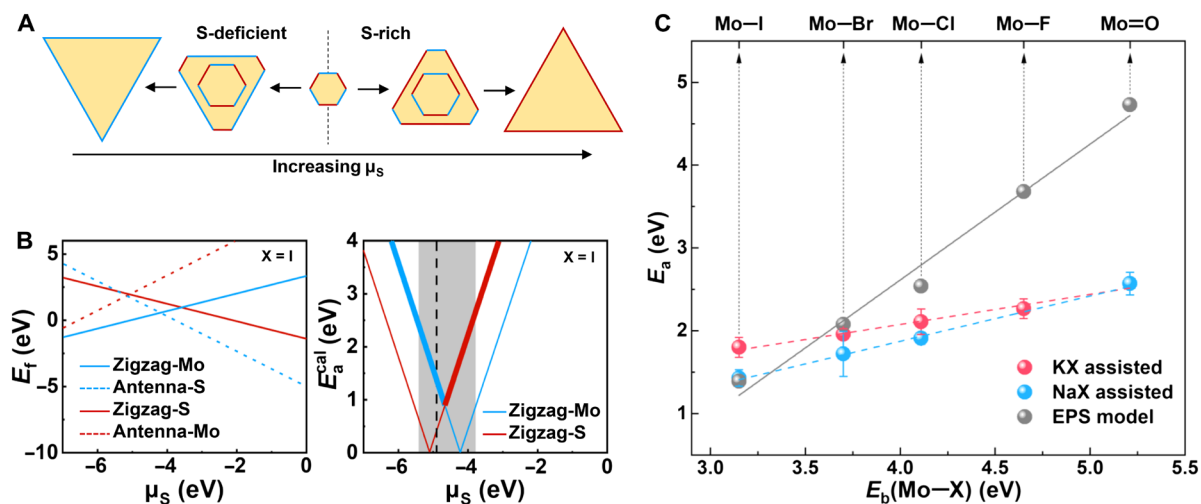 A
S-deficient
S-rich
Increasing μS
B
X = I
5
0
−5
−10
−6
−4
−2
0
Ef (eV)
μS (eV)
Zigzag-Mo
Antenna-S
Zigzag-S
Antenna-Mo
X = I
4
3
2
1
0
−6
−4
−2
0
Eacal (eV)
μS (eV)
Zigzag-Mo
Zigzag-S
C
Mo—I
Mo—Br
Mo—Cl
Mo—F
Mo=O
5
4
3
2
1
Ea (eV)
KX assisted
NaX assisted
EPS model
3.0
3.5
4.0
4.5
5.0
5.5
Eb(Mo—X) (eV)